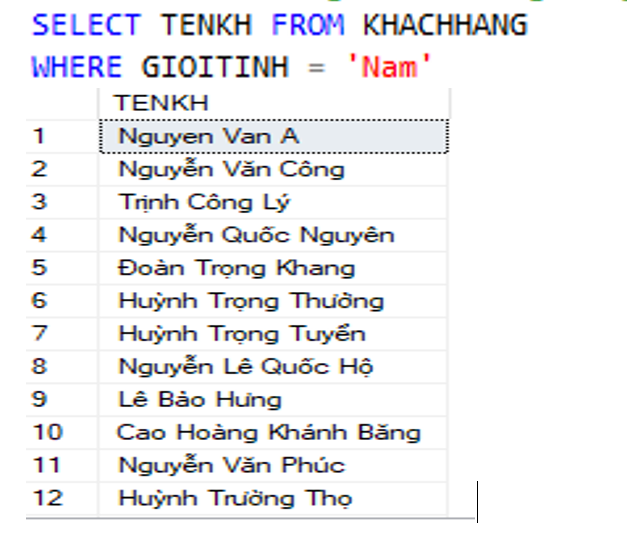 SELECT TENKH FROM KHACHHANG
WHERE GIOITINH = 'Nam'
TENKH
1 Nguyen Van A
2 Nguyễn Văn Công
3 Trịnh Công Lý
4 Nguyễn Quốc Nguyên
5 Đoàn Trọng Khang
6 Huỳnh Trọng Thưởng
7 Huỳnh Trọng Tuyển
8 Nguyễn Lê Quốc Hộ
9 Lê Bảo Hưng
10 Cao Hoàng Khánh Băng
11 Nguyễn Văn Phúc
12 Huỳnh Trường Thọ